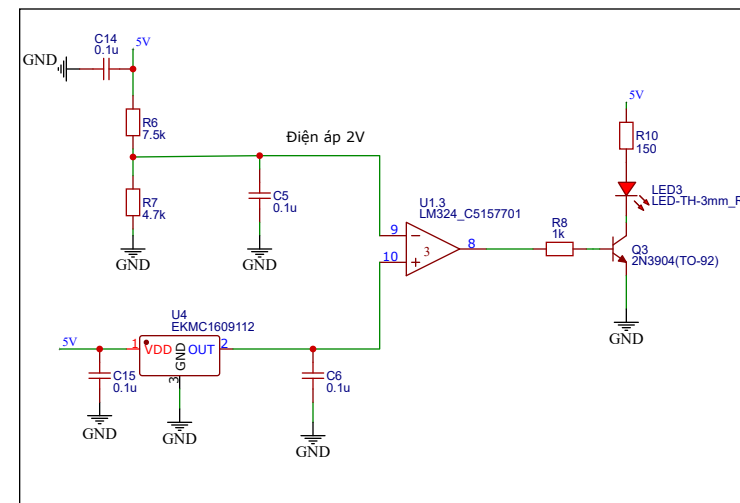 C14
0.1u
5V
GND
R6
7.5k
Điện áp 2V
5V
R10
150
C5
0.1u
R7
4.7k
LED3
LED-TH-3mm_R
U1.3
LM324_C5157701
9
8
10
3
R8
1k
Q3
2N3904(TO-92)
GND
GND
GND
U4
EKMC1609112
5V
1
VDD
GND
OUT
2
3
C15
0.1u
C6
0.1u
GND
GND
GND